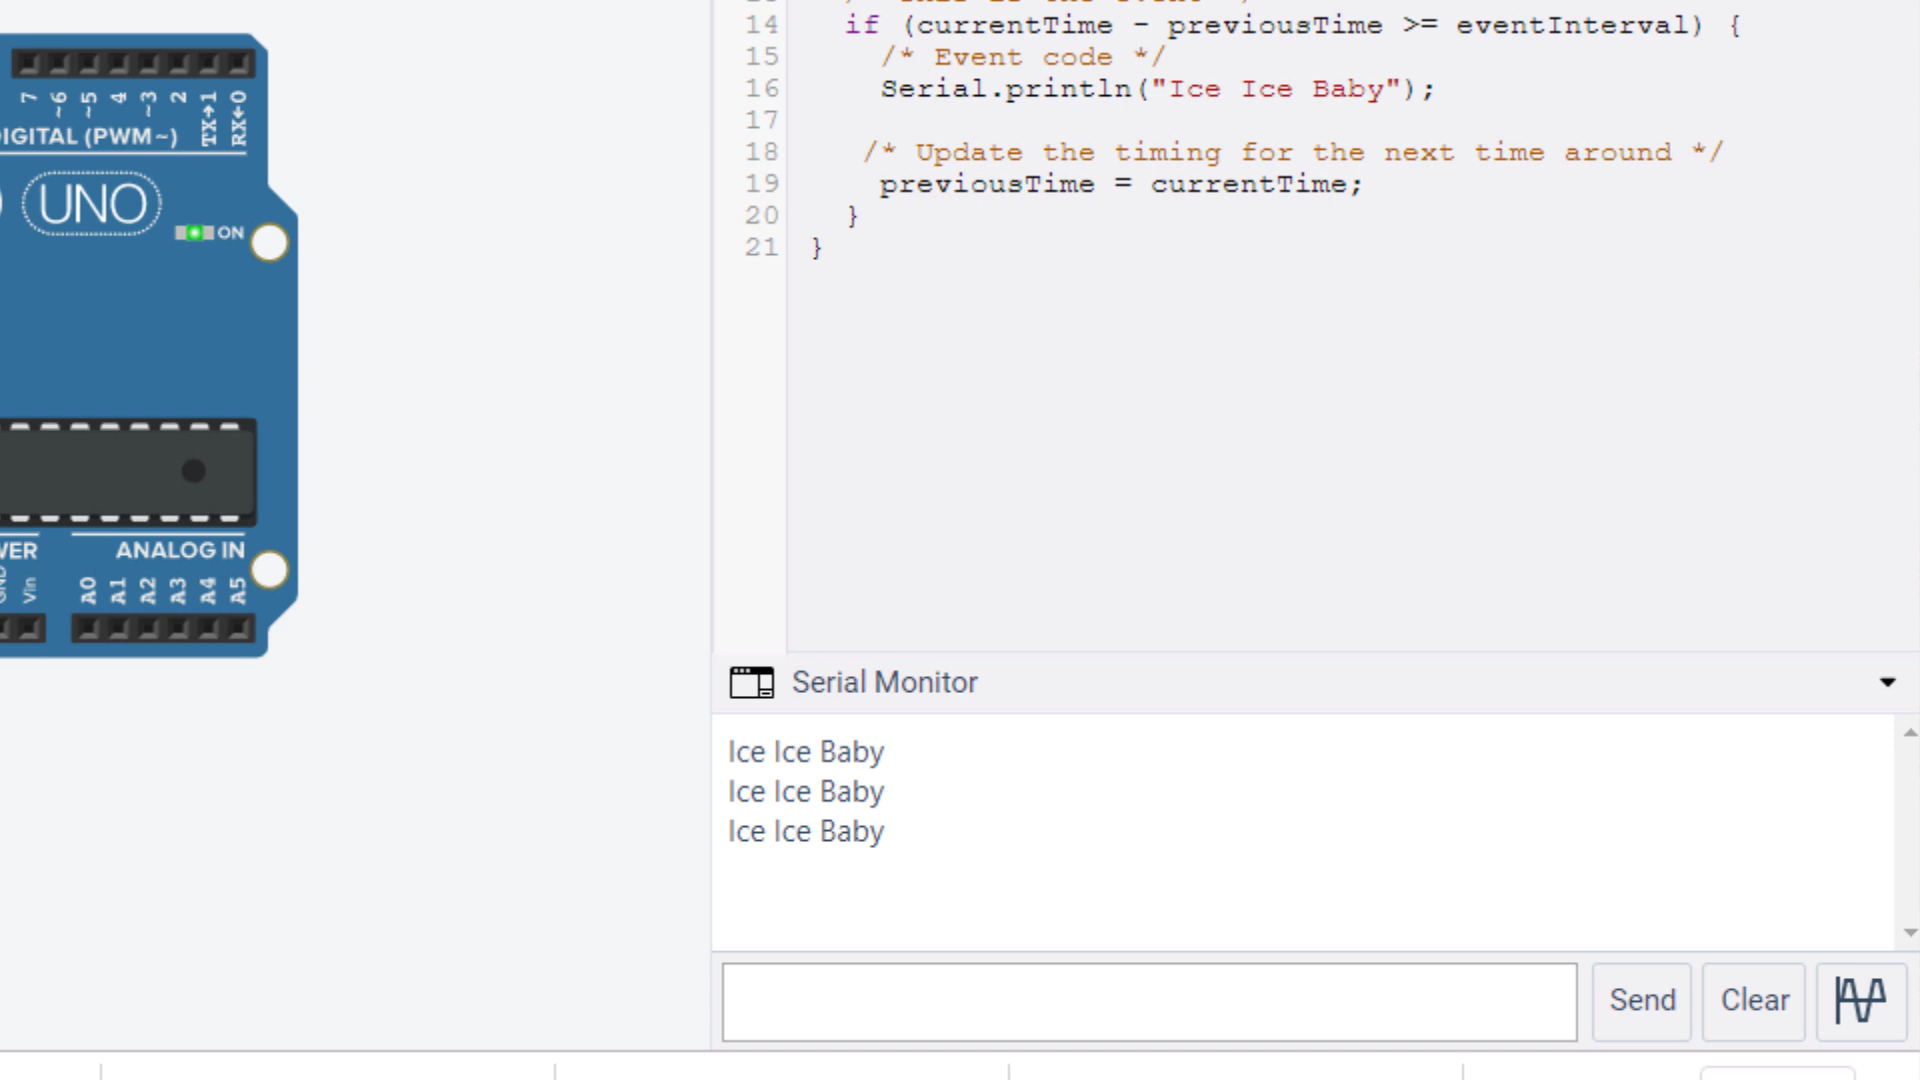 7 ~6 ~5 4 ~3 2 TX→1 RX←0
DIGITAL (PWM~)
UNO
ON
ANALOG IN
GND Vin A0 A1 A2 A3 A4 A5
14 if (currentTime - previousTime >= eventInterval) {
15 /* Event code */
16 Serial.println("Ice Ice Baby");
17
18 /* Update the timing for the next time around */
19 previousTime = currentTime;
20 }
21 }
Serial Monitor
Ice Ice Baby
Ice Ice Baby
Ice Ice Baby
Send Clear